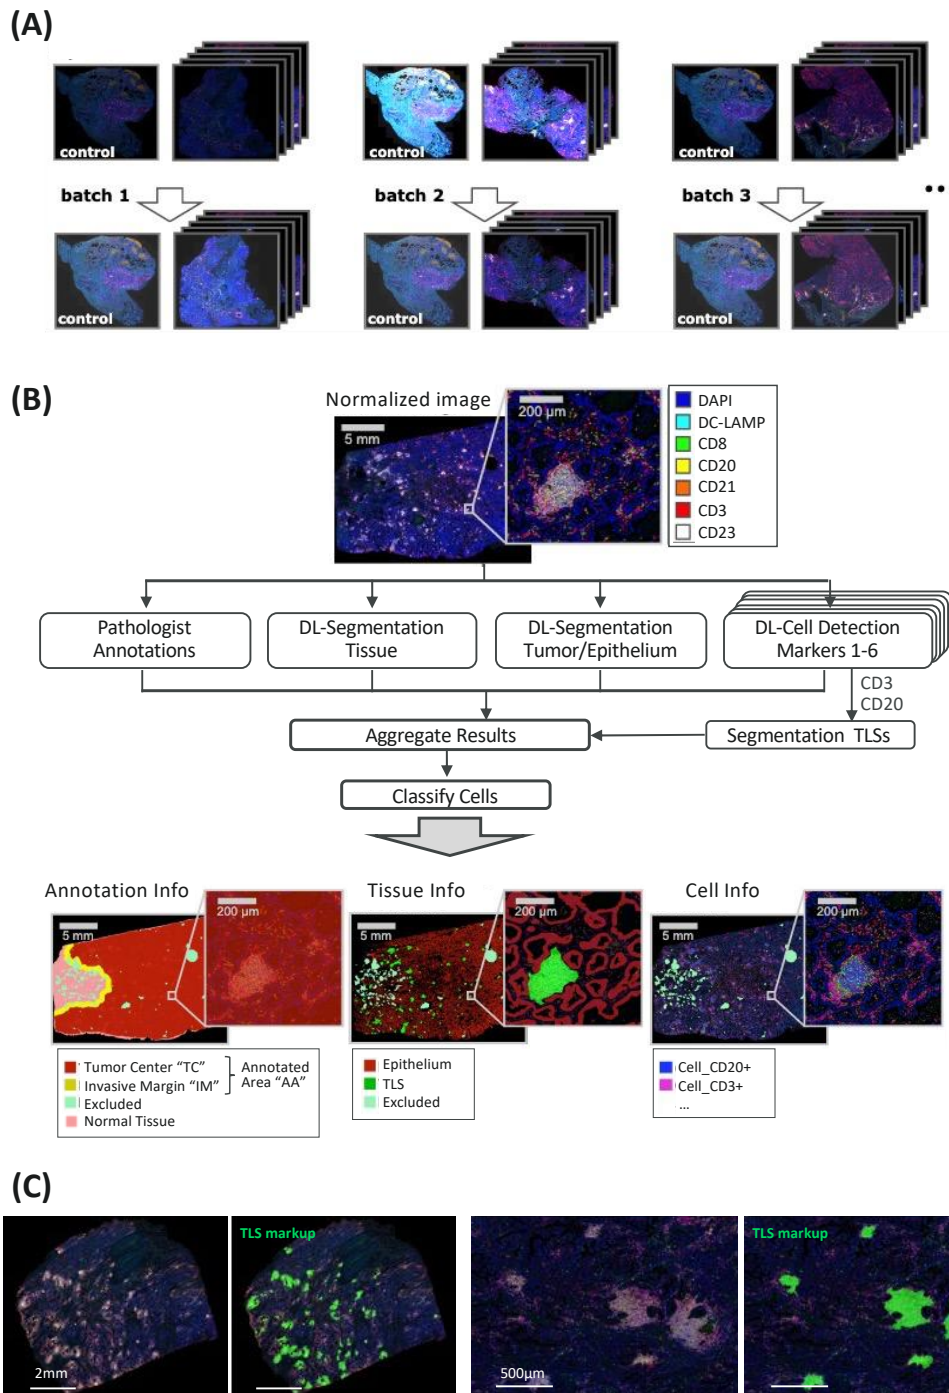 (A)
control
control
control
batch 1
batch 2
batch 3
..
control
control
control
(B)
Normalized image
5 mm
200 µm
DAPI
DC-LAMP
CD8
CD20
CD21
CD3
CD23
Pathologist
Annotations
DL-Segmentation
Tissue
DL-Segmentation
Tumor/Epithelium
DL-Cell Detection
Markers 1-6
CD3
CD20
Aggregate Results
Segmentation TLSs
Classify Cells
Annotation Info
5 mm
200 µm
Tissue Info
5 mm
200 µm
Cell Info
5 mm
200 µm
Tumor Center “TC”
Invasive Margin “IM”
Excluded
Normal Tissue
Annotated
Area “AA”
Epithelium
TLS
Excluded
Cell_CD20+
Cell_CD3+
...
(C)
TLS markup
2mm
TLS markup
500µm